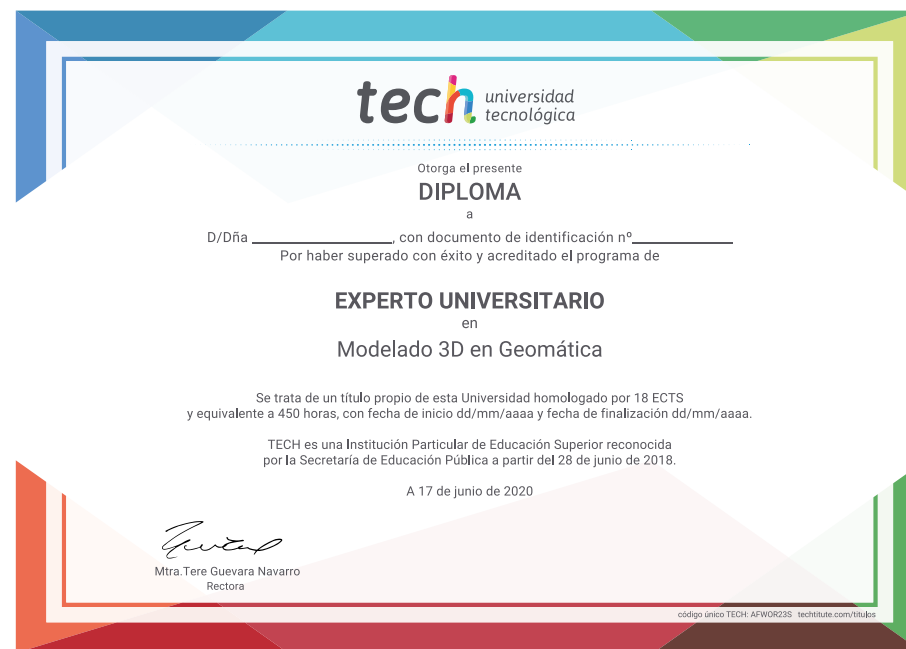 tech universidad
tecnológica
Otorga el presente
DIPLOMA
a
D/Dña ____________________, con documento de identificación nº______________
Por haber superado con éxito y acreditado el programa de
EXPERTO UNIVERSITARIO
en
Modelado 3D en Geomática
Se trata de un título propio de esta Universidad homologado por 18 ECTS
y equivalente a 450 horas, con fecha de inicio dd/mm/aaaa y fecha de finalización dd/mm/aaaa.
TECH es una Institución Particular de Educación Superior reconocida
por la Secretaría de Educación Pública a partir del 28 de junio de 2018.
A 17 de junio de 2020
Mtra.Tere Guevara Navarro
Rectora
código único TECH: AFWOR23S techtitute.com/titulos